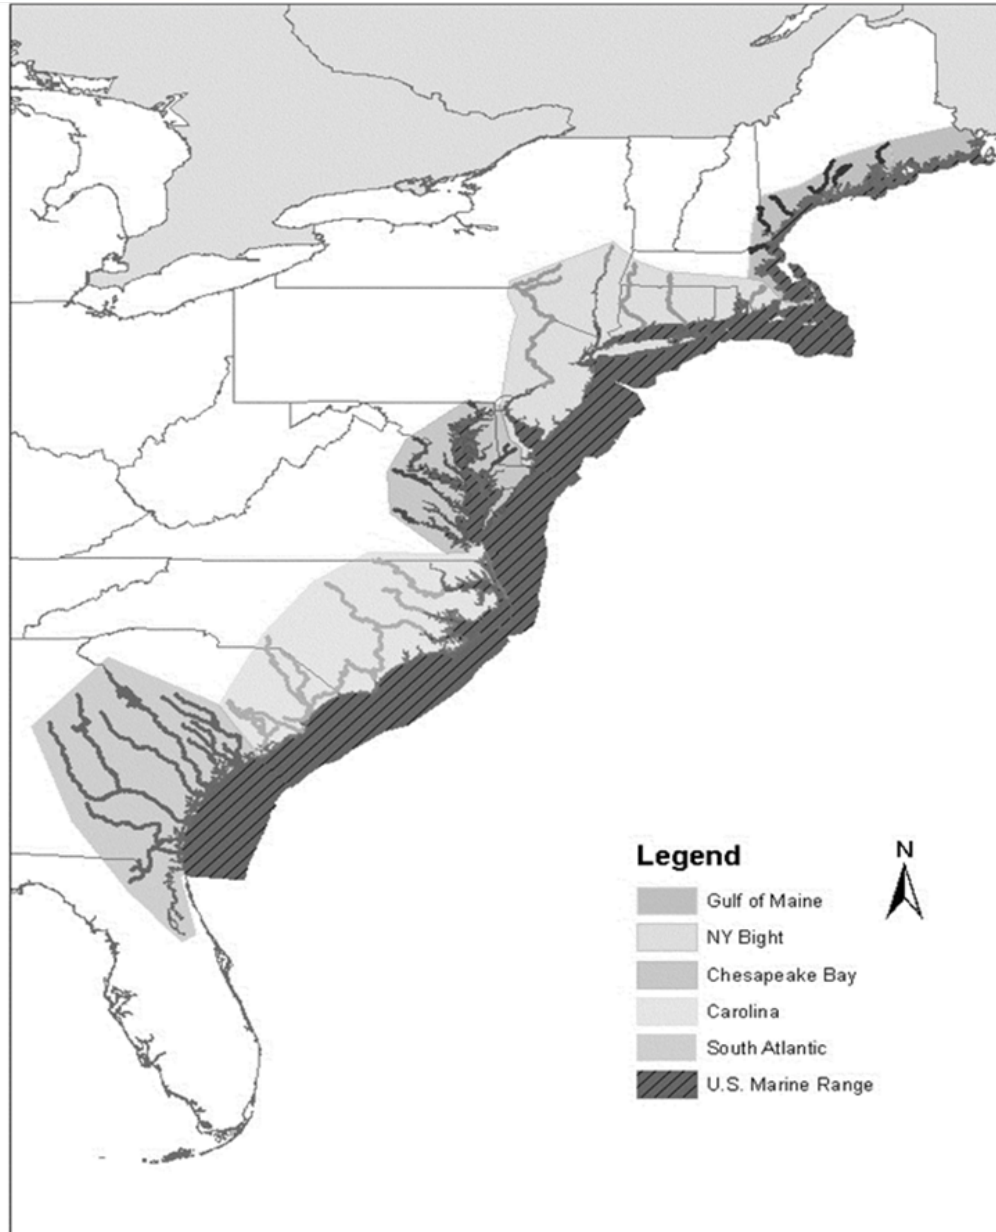 Legend
N
Gulf of Maine
NY Bight
Chesapeake Bay
Carolina
South Atlantic
U.S. Marine Range